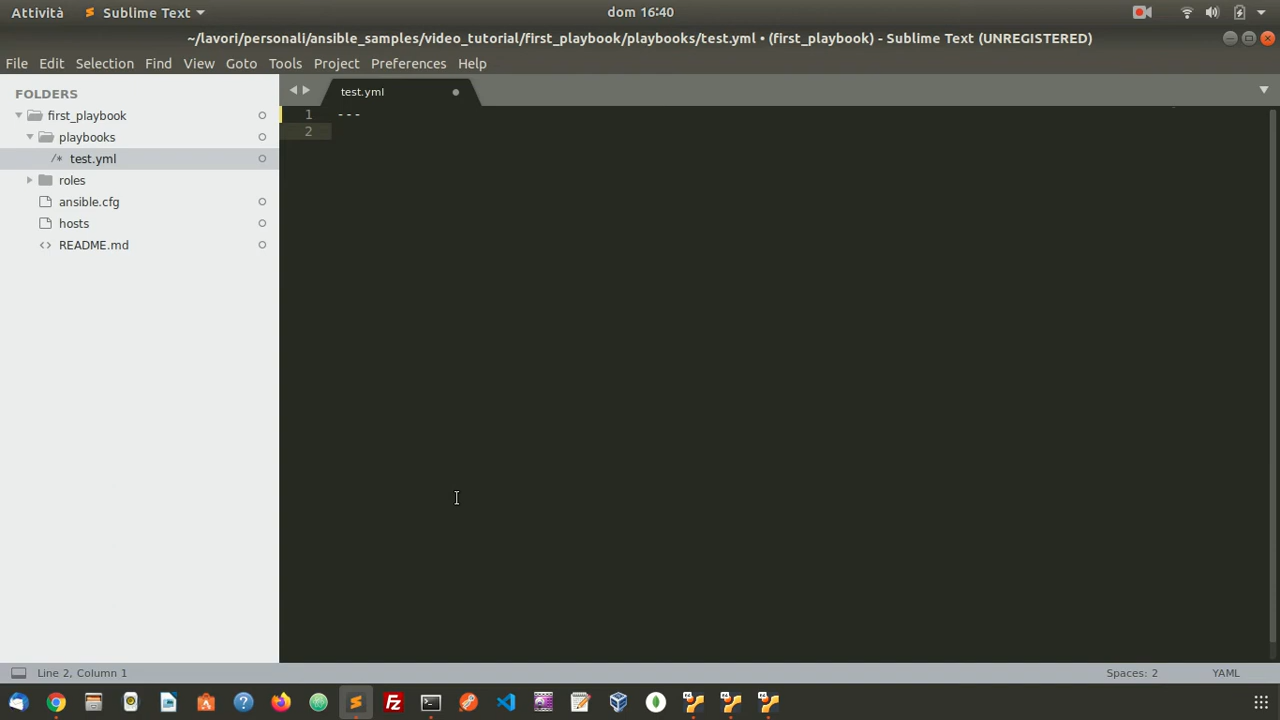 Attività Sublime Text dom 16:40
~/lavori/personali/ansible_samples/video_tutorial/first_playbook/playbooks/test.yml • (first_playbook) - Sublime Text (UNREGISTERED)
File Edit Selection Find View Goto Tools Project Preferences Help
FOLDERS
first_playbook
playbooks
/* test.yml
roles
ansible.cfg
hosts
<> README.md
test.yml
1 ---
2
Line 2, Column 1 Spaces: 2 YAML